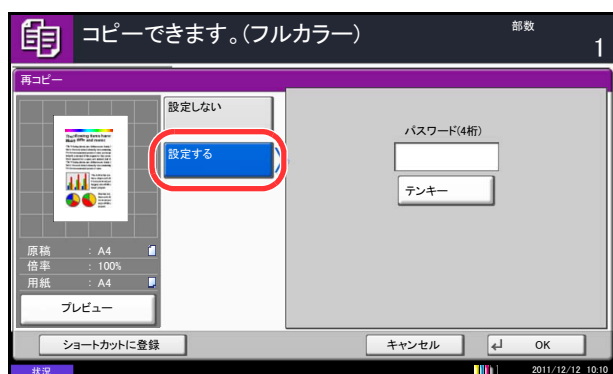 コピーできます。(フルカラー)
部数
1
再コピー
設定しない
設定する
パスワード(4桁)
テンキー
原稿 : A4
倍率 : 100%
用紙 : A4
プレビュー
ショートカットに登録
キャンセル
OK
状況
2011/12/12 10:10